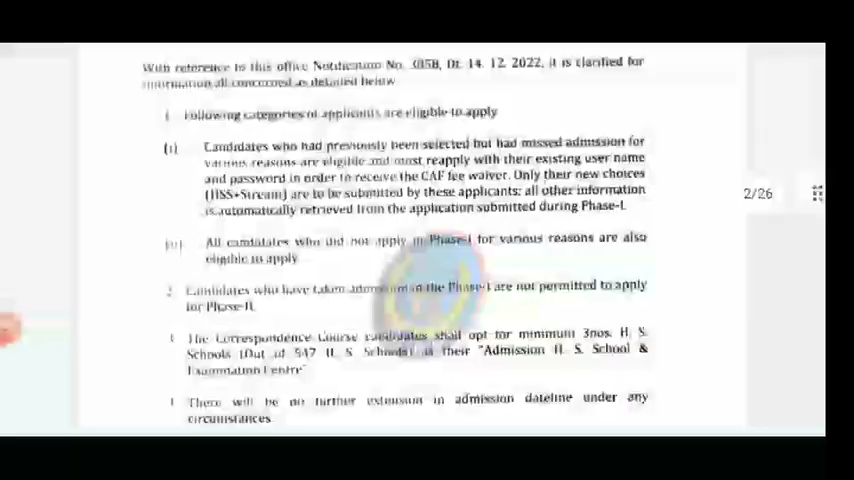 With reference to this office Notification No. 3858, Dt. 14. 12. 2022, it is clarified for
information all concerned as detailed below
1. Following categories of applicants are eligible to apply
(i) Candidates who had previously been selected but had missed admission for
various reasons are eligible and must reapply with their existing user name
and password in order to receive the CAF fee waiver. Only their new choices
(HSS+Stream) are to be submitted by these applicants; all other information
is automatically retrieved from the application submitted during Phase-I.
2/26
(ii) All candidates who did not apply in Phase-I for various reasons are also
eligible to apply
2. Candidates who have taken admission in the Phase-I are not permitted to apply
for Phase-II.
The Correspondence Course candidates shall opt for minimum 3nos. H. S.
Schools (Out of 547 H. S Schools) as their "Admission H. S. School &
Examination Centre"
There will be no further extension in admission dateline under any
circumstances